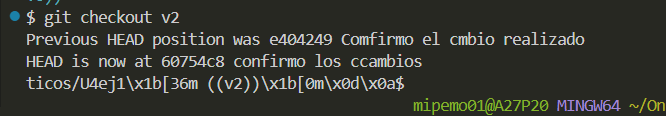 $ git checkout v2
Previous HEAD position was e404249 Comfirmo el cmbio realizado
HEAD is now at 60754c8 confirmo los ccambios
ticos/U4ej1\x1b[36m ((v2))\x1b[0m\x0d\x0a$
mipemo01@A27P20 MINGW64 ~/On